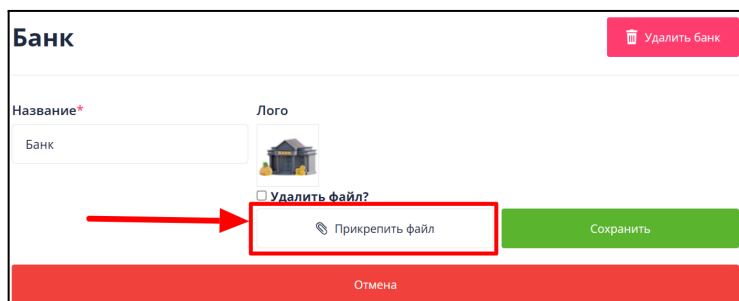 Банк
Удалить банк
Название*
Лого
Банк
Удалить файл?
Прикрепить файл
Сохранить
Отмена